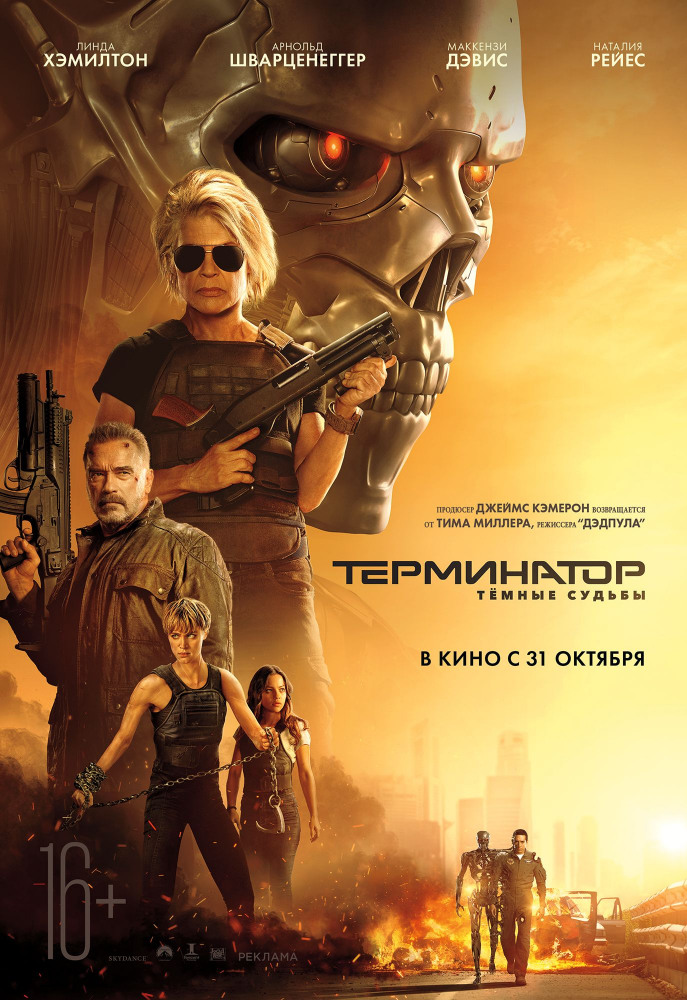 ЛИНДА
ХЭМИЛТОН
АРНОЛЬД
ШВАРЦЕНЕГГЕР
МАККЕНЗИ
ДЭВИС
НАТАЛИЯ
РЕЙЕС
ПРОДЮСЕР ДЖЕЙМС КЭМЕРОН ВОЗВРАЩАЕТСЯ
ОТ ТИМА МИЛЛЕРА, РЕЖИССЕРА "ДЭДПУЛА"
ТЕРМИНАТОР
ТЁМНЫЕ СУДЬБЫ
В КИНО С 31 ОКТЯБРЯ
16+
SKYDANCE
РЕКЛАМА